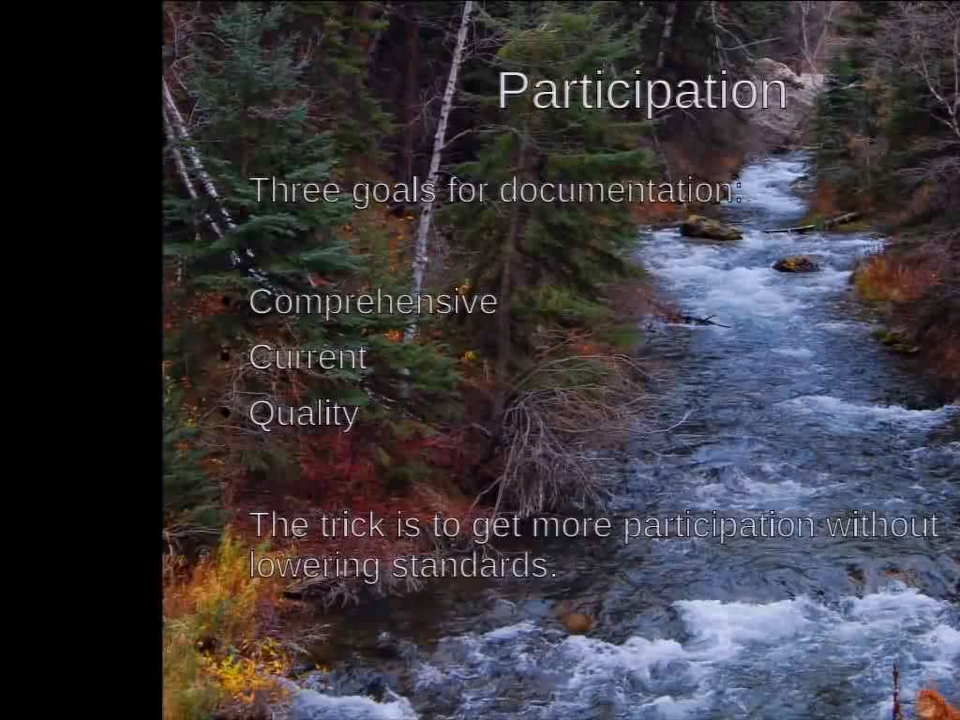 Participation
Three goals for documentation:
Comprehensive
Current
Quality
The trick is to get more participation without
lowering standards.